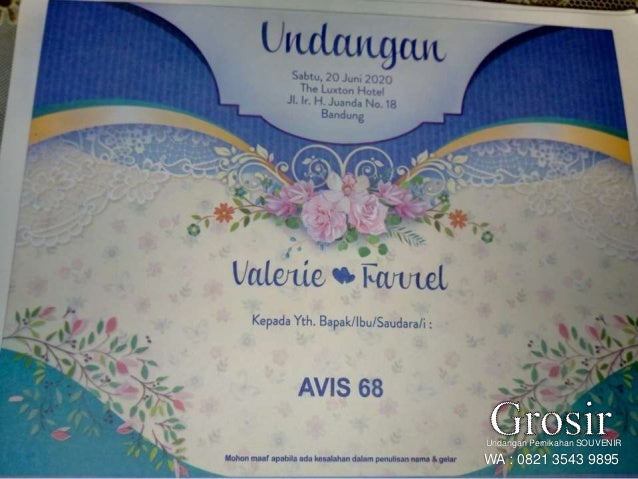 Undangan
Sabtu, 20 Juni 2020
The Luxton Hotel
Jl. Ir. H. Juanda No. 18
Bandung
Valerie Farrel
Kepada Yth. Bapak/Ibu/Saudara/i :
AVIS 68
Mohon maaf apabila ada kesalahan dalam penulisan nama & gelar
Grosir
Undangan Pernikahan SOUVENIR
WA : 0821 3543 9895